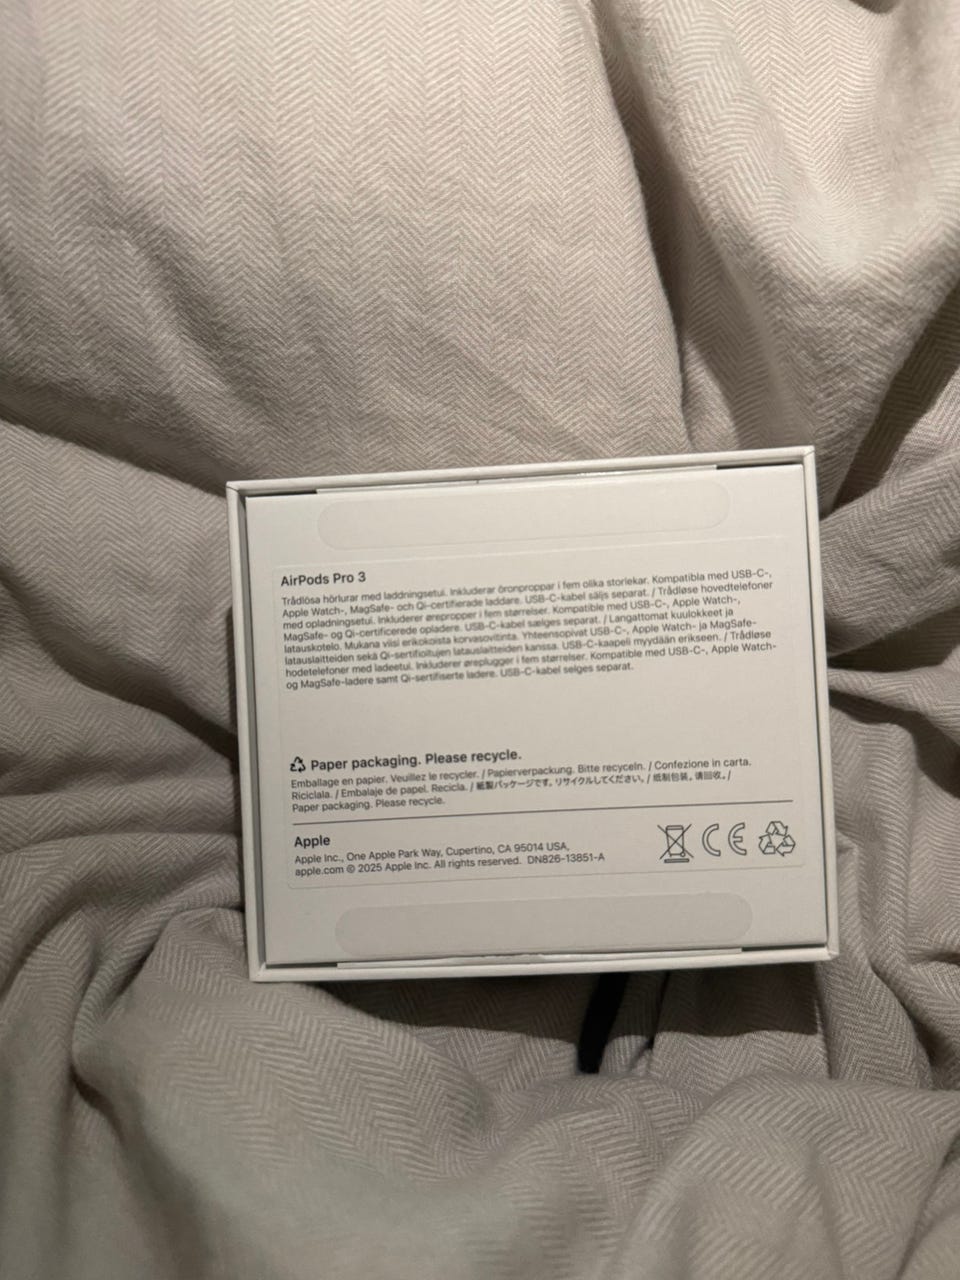 AirPods Pro 3
Trådlösa hörlurar med laddningsetui. Inkluderar öronproppar i fem olika storlekar. Kompatibla med USB-C-,
Apple Watch-, MagSafe- och Qi-certifierade laddare. USB-C-kabel säljs separat. / Trådløse hovedtelefoner
med opladningsetui. Inkluderer ørepropper i fem størrelser. Kompatible med USB-C-, Apple Watch-,
MagSafe- og Qi-certificerede opladere. USB-C-kabel sælges separat. / Langattomat kuulokkeet ja
latauskotelo. Mukana viisi erikokoista korvasovitinta. Yhteensopivat USB-C-, Apple Watch- ja MagSafe-
latauslaitteiden sekä Qi-sertifioitujen latauslaitteiden kanssa. USB-C-kaapeli myydään erikseen. / Trådløse
hodetelefoner med ladeetui. Inkluderer øreplugger i fem størrelser. Kompatible med USB-C-, Apple Watch-
og MagSafe-ladere samt Qi-sertifiserte ladere. USB-C-kabel selges separat.
Paper packaging. Please recycle.
Emballage en papier. Veuillez le recycler. / Papierverpackung. Bitte recyceln. / Confezione in carta.
Riciclala. / Embalaje de papel. Recicla. / 紙製パッケージです。リサイクルしてください。/ 纸制包装。请回收。/
Paper packaging. Please recycle.
Apple
Apple Inc., One Apple Park Way, Cupertino, CA 95014 USA,
apple.com © 2025 Apple Inc. All rights reserved. DN826-13851-A
CE